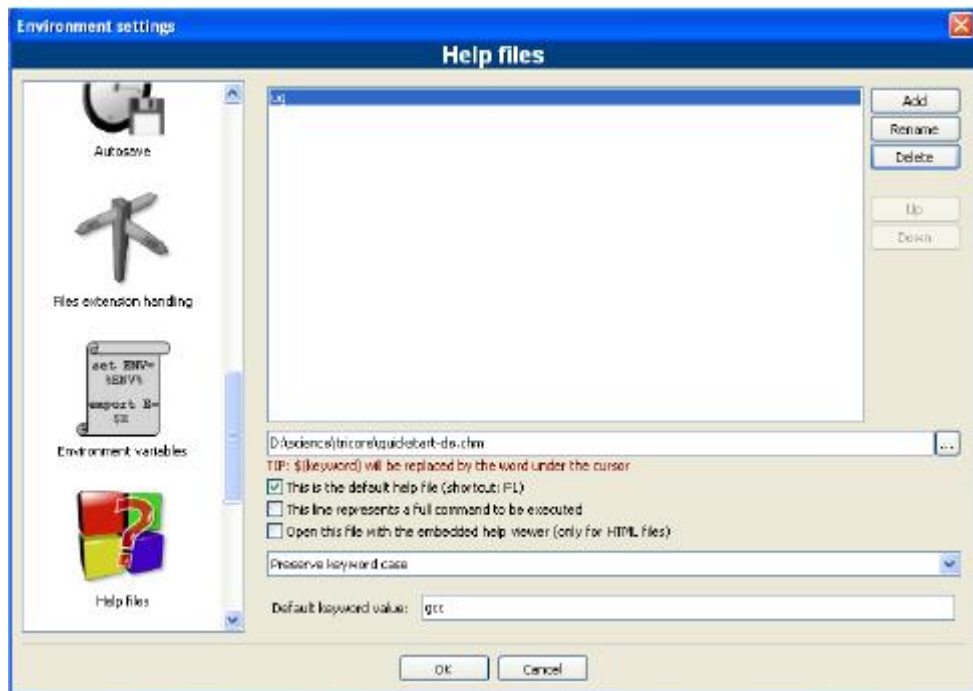 Environment settings
Help files
Autosave
Files extension handling
set ENV=
%ENV%
export E=
$E
Environment variables
Help files
Add
Rename
Delete
Up
Down
D:\science\tricore\quickstart-de.chm
...
TIP: $(keyword) will be replaced by the word under the cursor
This is the default help file (shortcut: F1)
This line represents a full command to be executed
Open this file with the embedded help viewer (only for HTML files)
Preserve keyword case
Default keyword value:
OK
Cancel